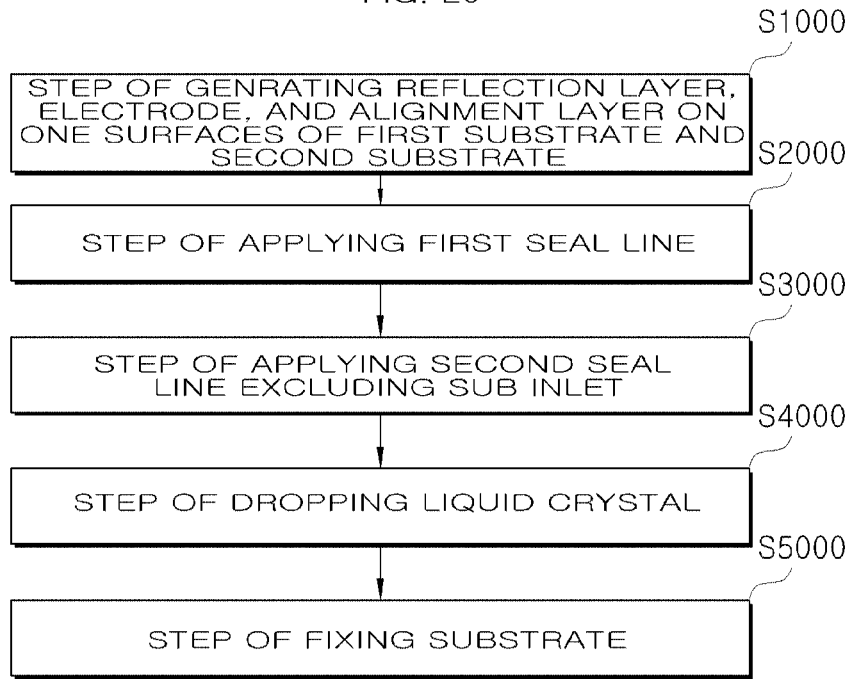 S1000
STEP OF GENRATING REFLECTION LAYER,
ELECTRODE, AND ALIGNMENT LAYER ON
ONE SURFACES OF FIRST SUBSTRATE AND
SECOND SUBSTRATE
S2000
STEP OF APPLYING FIRST SEAL LINE
S3000
STEP OF APPLYING SECOND SEAL
LINE EXCLUDING SUB INLET
S4000
STEP OF DROPPING LIQUID CRYSTAL
S5000
STEP OF FIXING SUBSTRATE